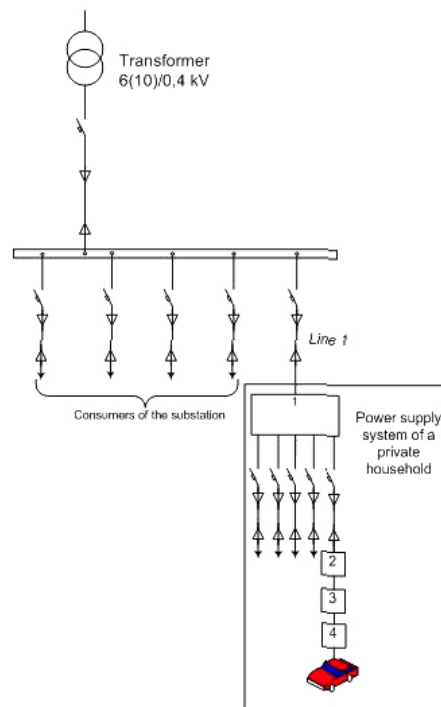 Transformer
6(10)/0,4 kV
Line 1
Consumers of the substation
1
Power supply
system of a
private
household
2
3
4